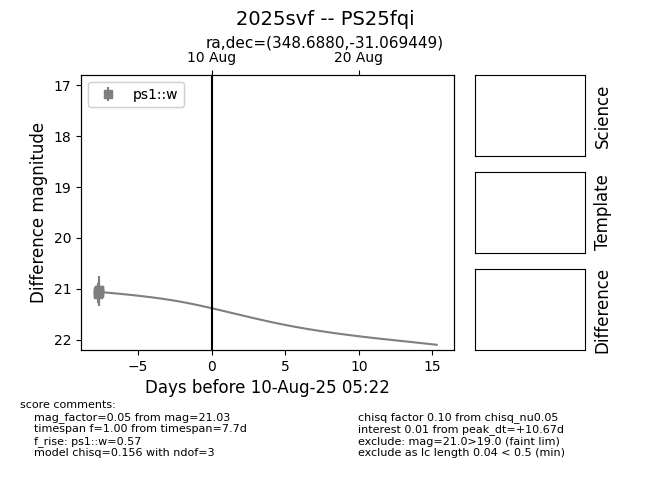 2025svf -- PS25fqi
ra,dec=(348.6880,-31.069449)
10 Aug
20 Aug
ps1::w
17
18
19
20
21
22
Difference magnitude
−5
0
5
10
15
Days before 10-Aug-25 05:22
Science
Template
Difference
score comments:
mag_factor=0.05 from mag=21.03
timespan f=1.00 from timespan=7.7d
f_rise: ps1::w=0.57
model chisq=0.156 with ndof=3
chisq factor 0.10 from chisq_nu0.05
interest 0.01 from peak_dt=+10.67d
exclude: mag=21.0>19.0 (faint lim)
exclude as lc length 0.04 < 0.5 (min)